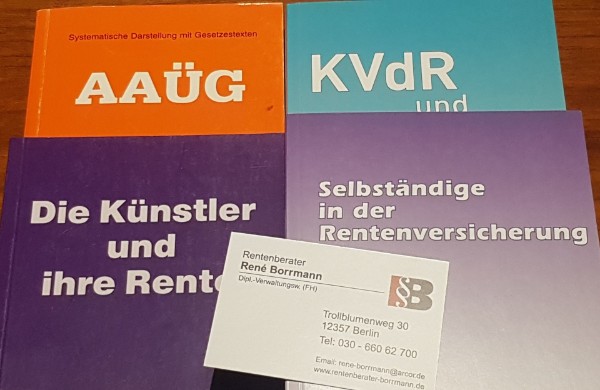 Systematische Darstellung mit Gesetzestexten
AAÜG
KVdR
und
Die Künstler
und
ihre Rente
Selbständige
in der
Rentenversicherung
Rentenberater
René Borrmann
Dipl.-Verwaltungsw. (FH)
§B
Trollblumenweg 30
12357 Berlin
Tel: 030 - 660 62 700
Email: rene-borrmann@arcor.de
www.rentenberater-borrmann.de